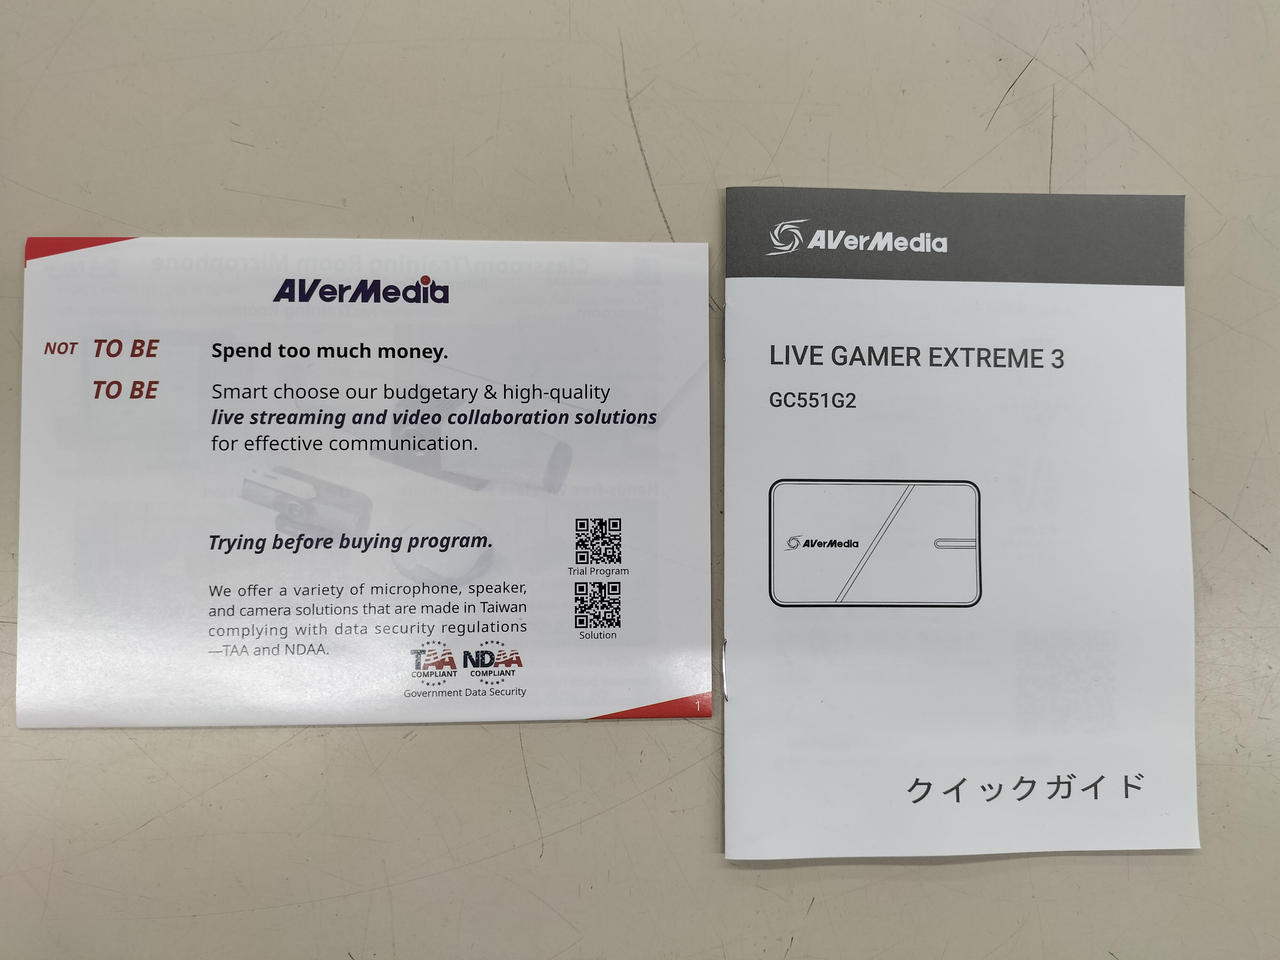 AVerMedia
NOT TO BE Spend too much money.
TO BE Smart choose our budgetary & high-quality
live streaming and video collaboration solutions
for effective communication.
Trying before buying program.
Trial Program
We offer a variety of microphone, speaker,
and camera solutions that are made in Taiwan
complying with data security regulations
—TAA and NDAA.
Solution
TAA NDAA
COMPLIANT COMPLIANT
Government Data Security
1
AVerMedia
LIVE GAMER EXTREME 3
GC551G2
AVerMedia
クイックガイド